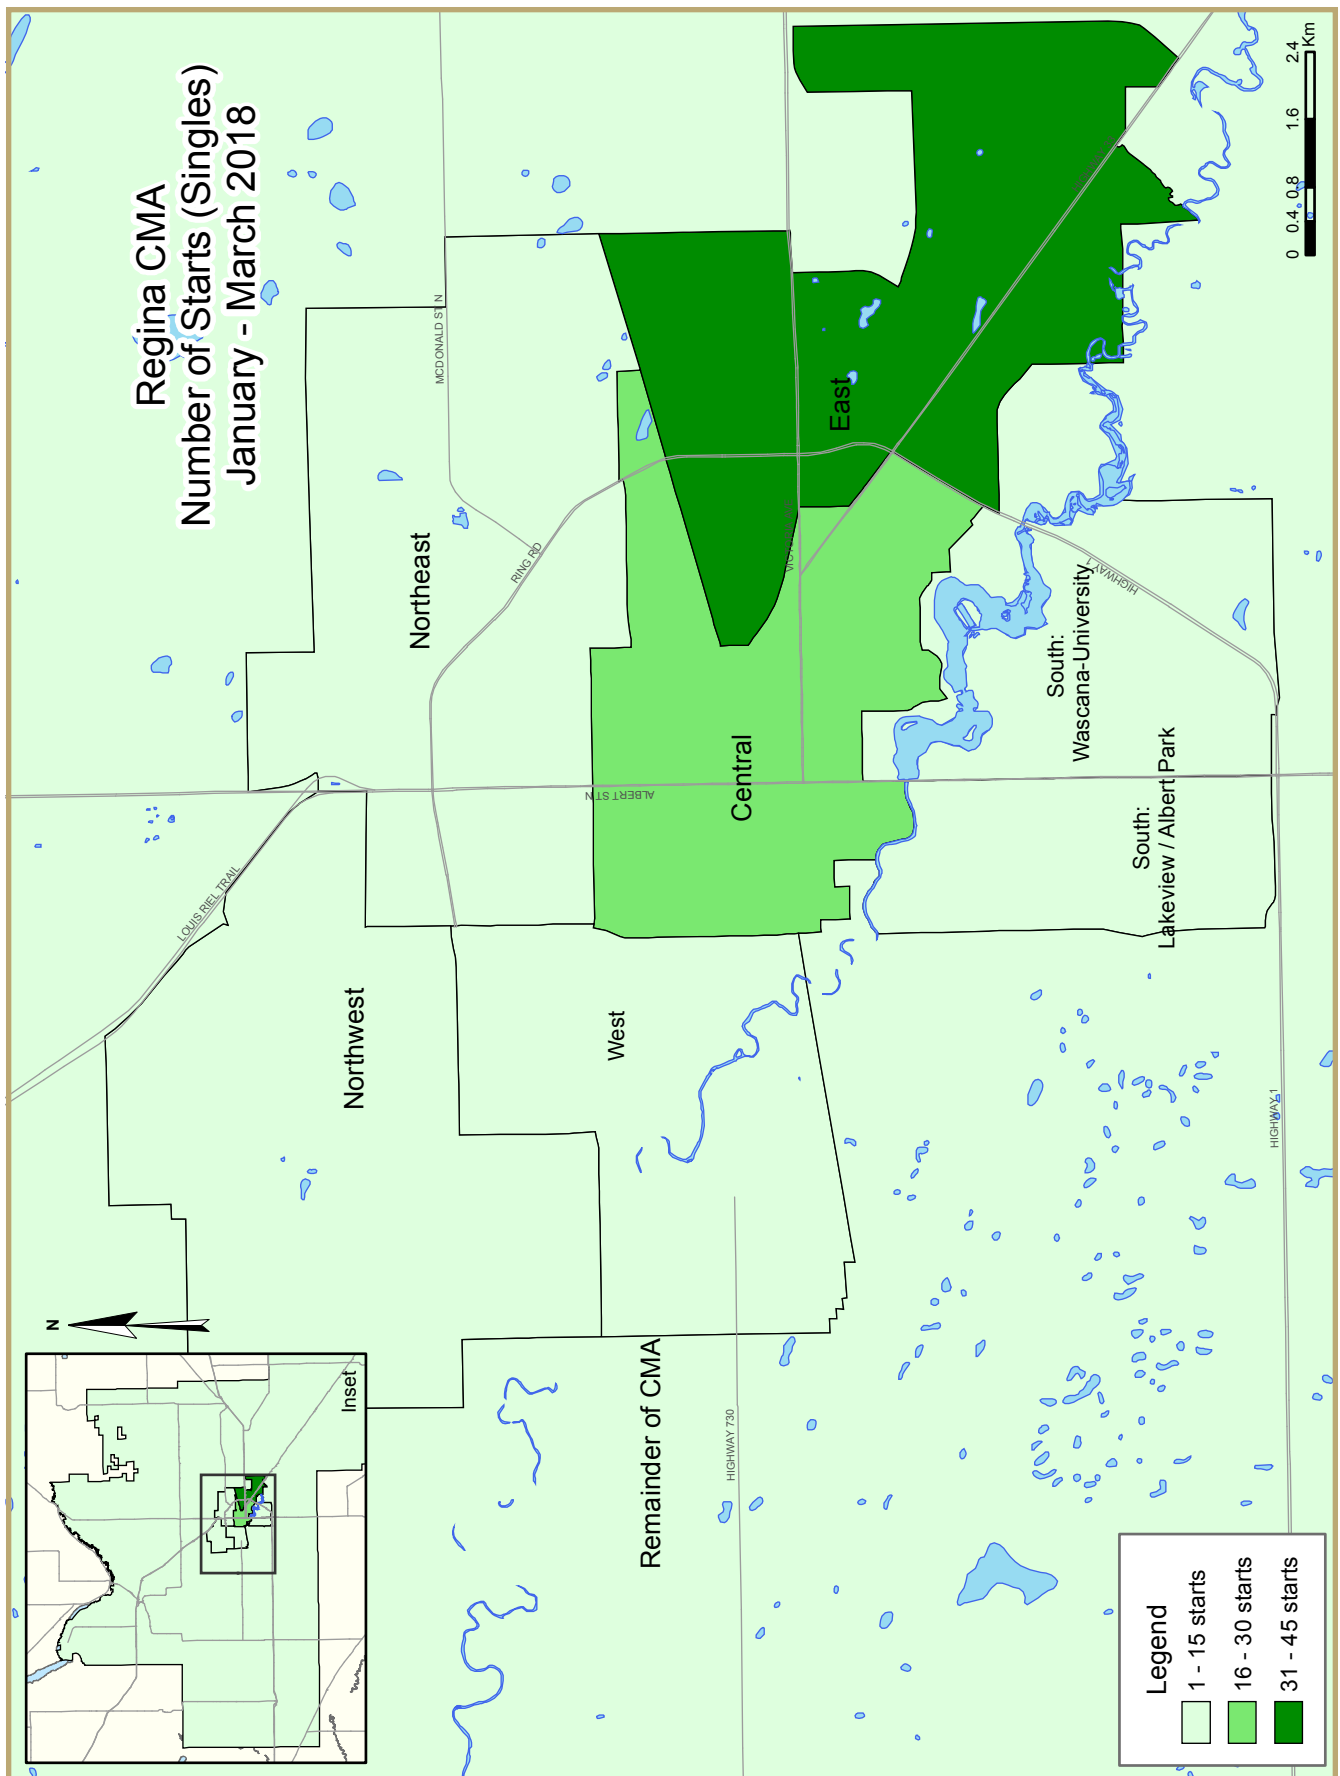 Regina CMA
Number of Starts (Singles)
January - March 2018
N
Inset
LOUIS RIEL TRAIL
MCDONALD ST N
RING RD
Northeast
Northwest
ALBERT ST N
West
Central
East
Remainder of CMA
HIGHWAY 730
South:
Wascana-University
HIGHWAY 1
South:
Lakeview / Albert Park
HIGHWAY 1
Legend
1 - 15 starts
16 - 30 starts
31 - 45 starts
0 0.4 0.8 1.6 2.4
Km